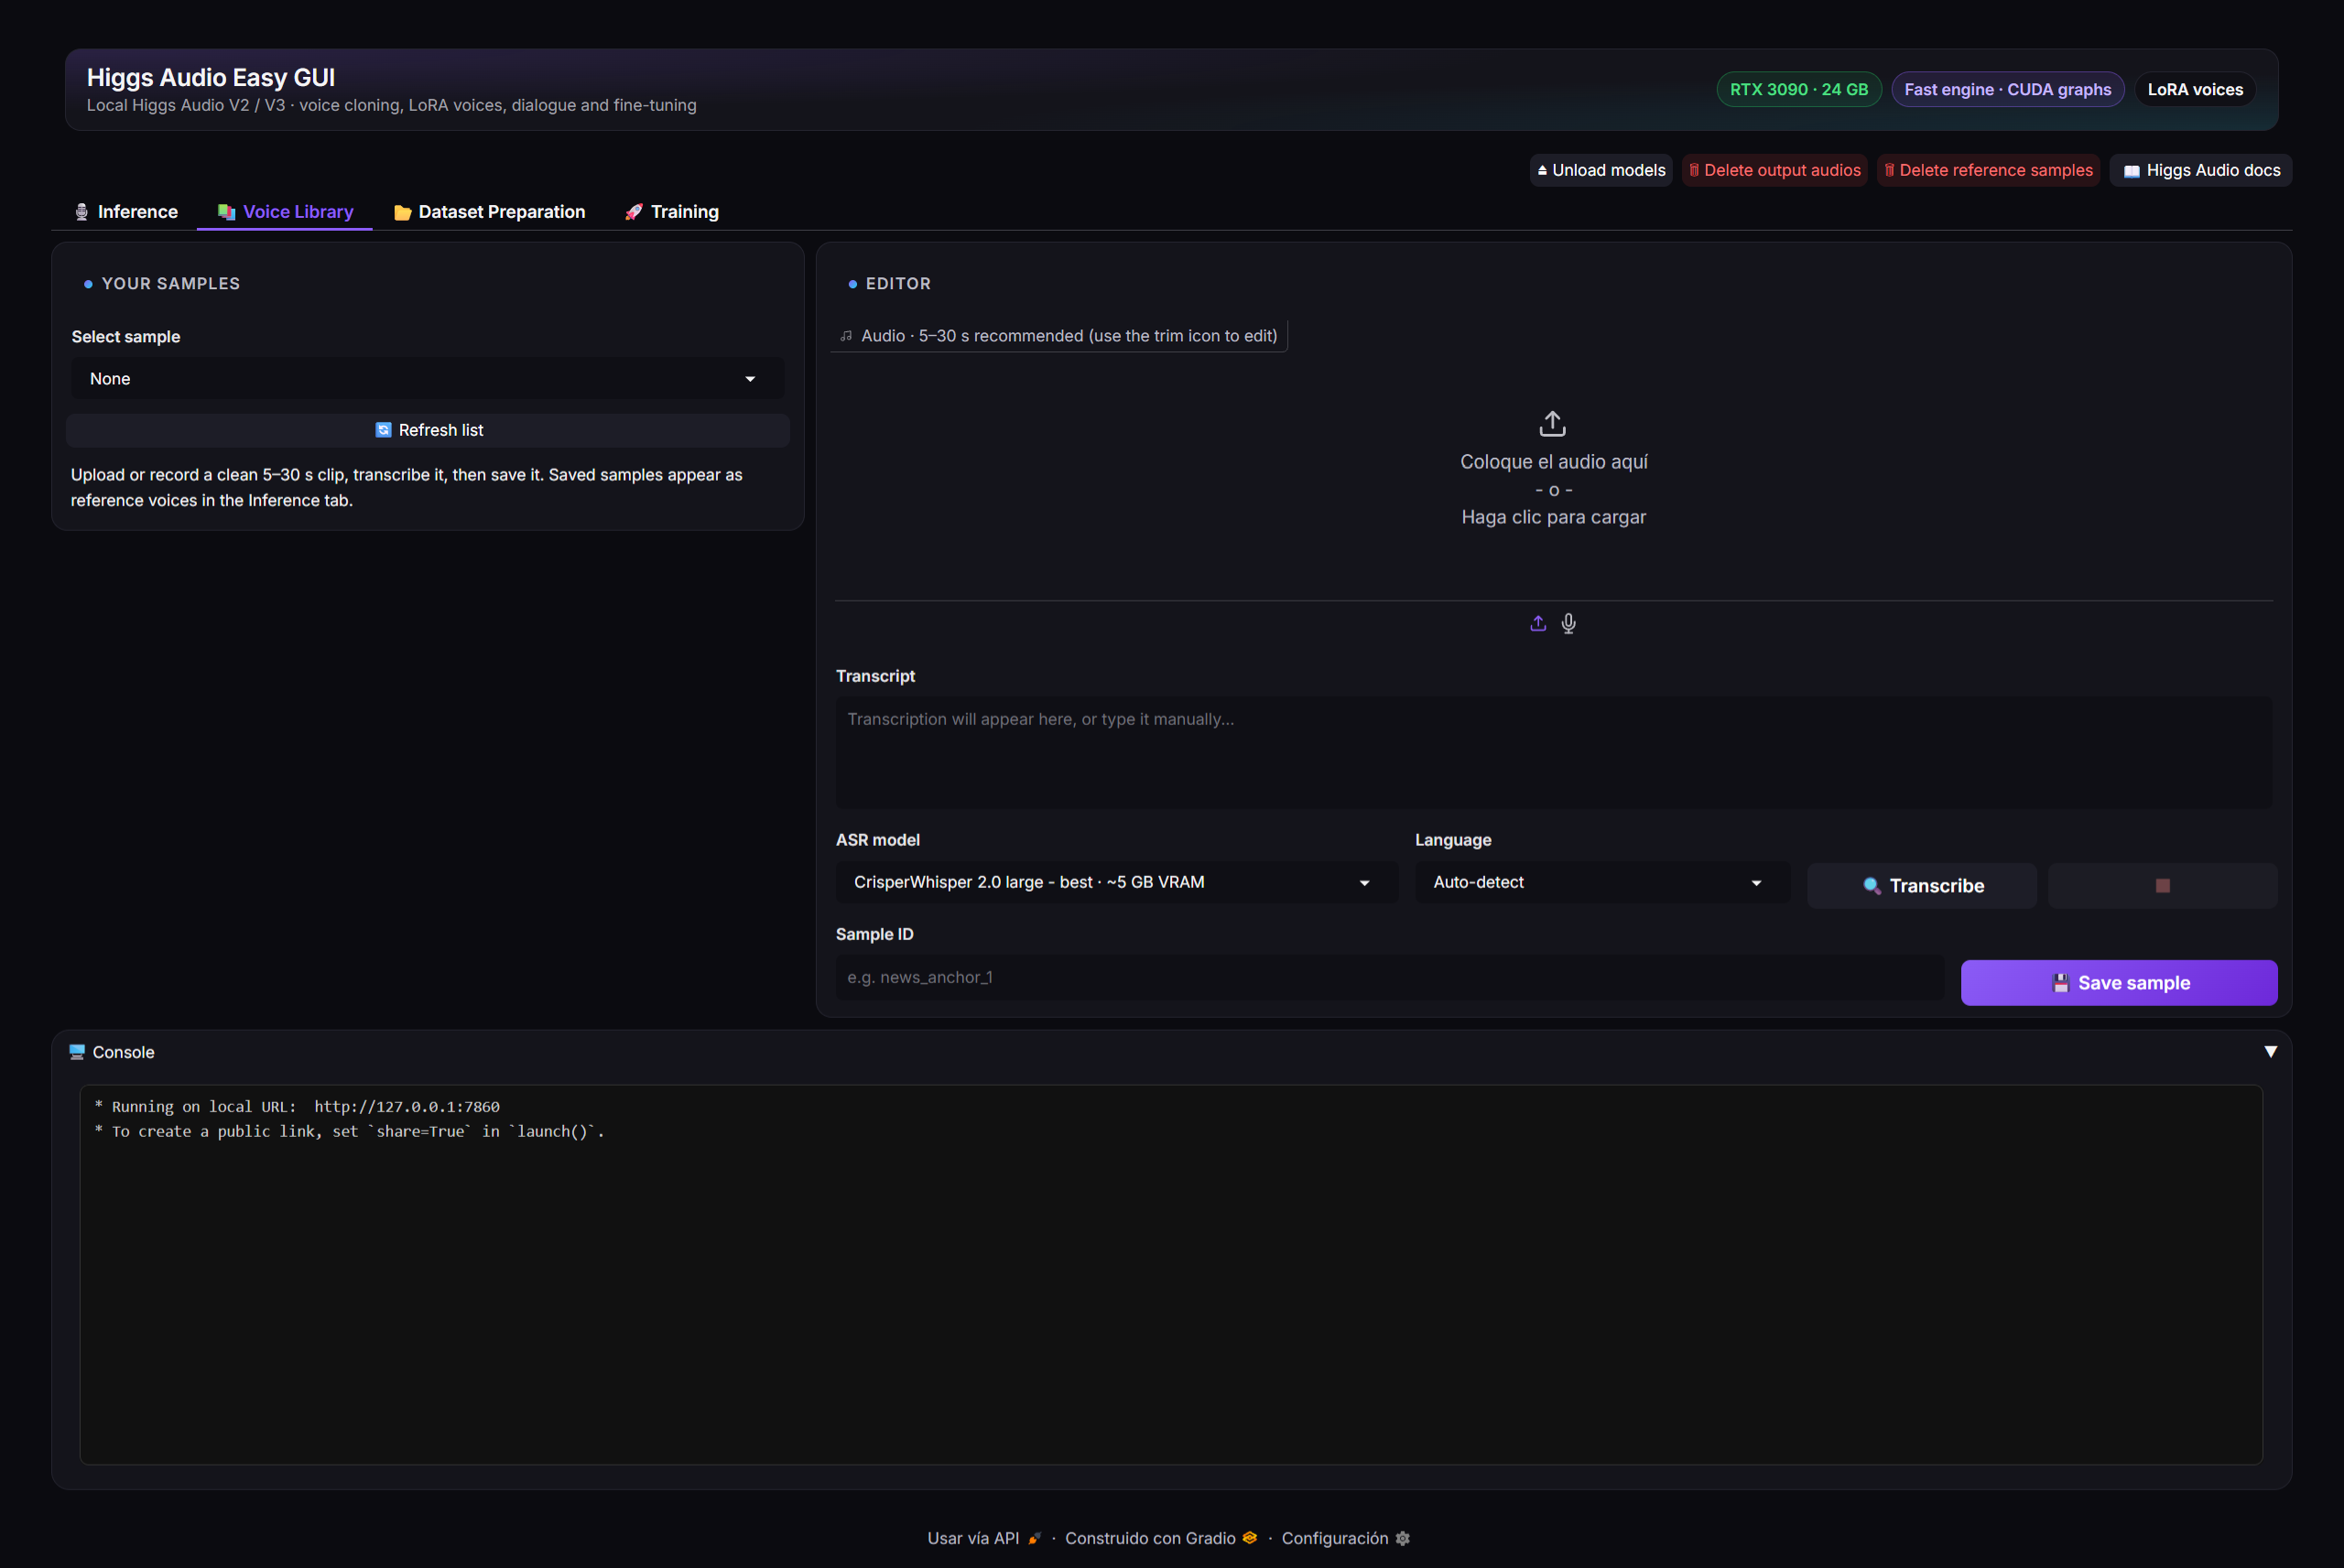 Higgs Audio Easy GUI
Local Higgs Audio V2 / V3 · voice cloning, LoRA voices, dialogue and fine-tuning
RTX 3090 · 24 GB
Fast engine · CUDA graphs
LoRA voices
Unload models
Delete output audios
Delete reference samples
Higgs Audio docs
Inference
Voice Library
Dataset Preparation
Training
YOUR SAMPLES
Select sample
None
Refresh list
Upload or record a clean 5–30 s clip, transcribe it, then save it. Saved samples appear as
reference voices in the Inference tab.
EDITOR
Audio · 5–30 s recommended (use the trim icon to edit)
Coloque el audio aquí
- o -
Haga clic para cargar
Transcript
Transcription will appear here, or type it manually...
ASR model
Language
CrisperWhisper 2.0 large - best · ~5 GB VRAM
Auto-detect
Transcribe
Sample ID
e.g. news_anchor_1
Save sample
Console
* Running on local URL:  http://127.0.0.1:7860
* To create a public link, set `share=True` in `launch()`.
Usar vía API · Construido con Gradio · Configuración